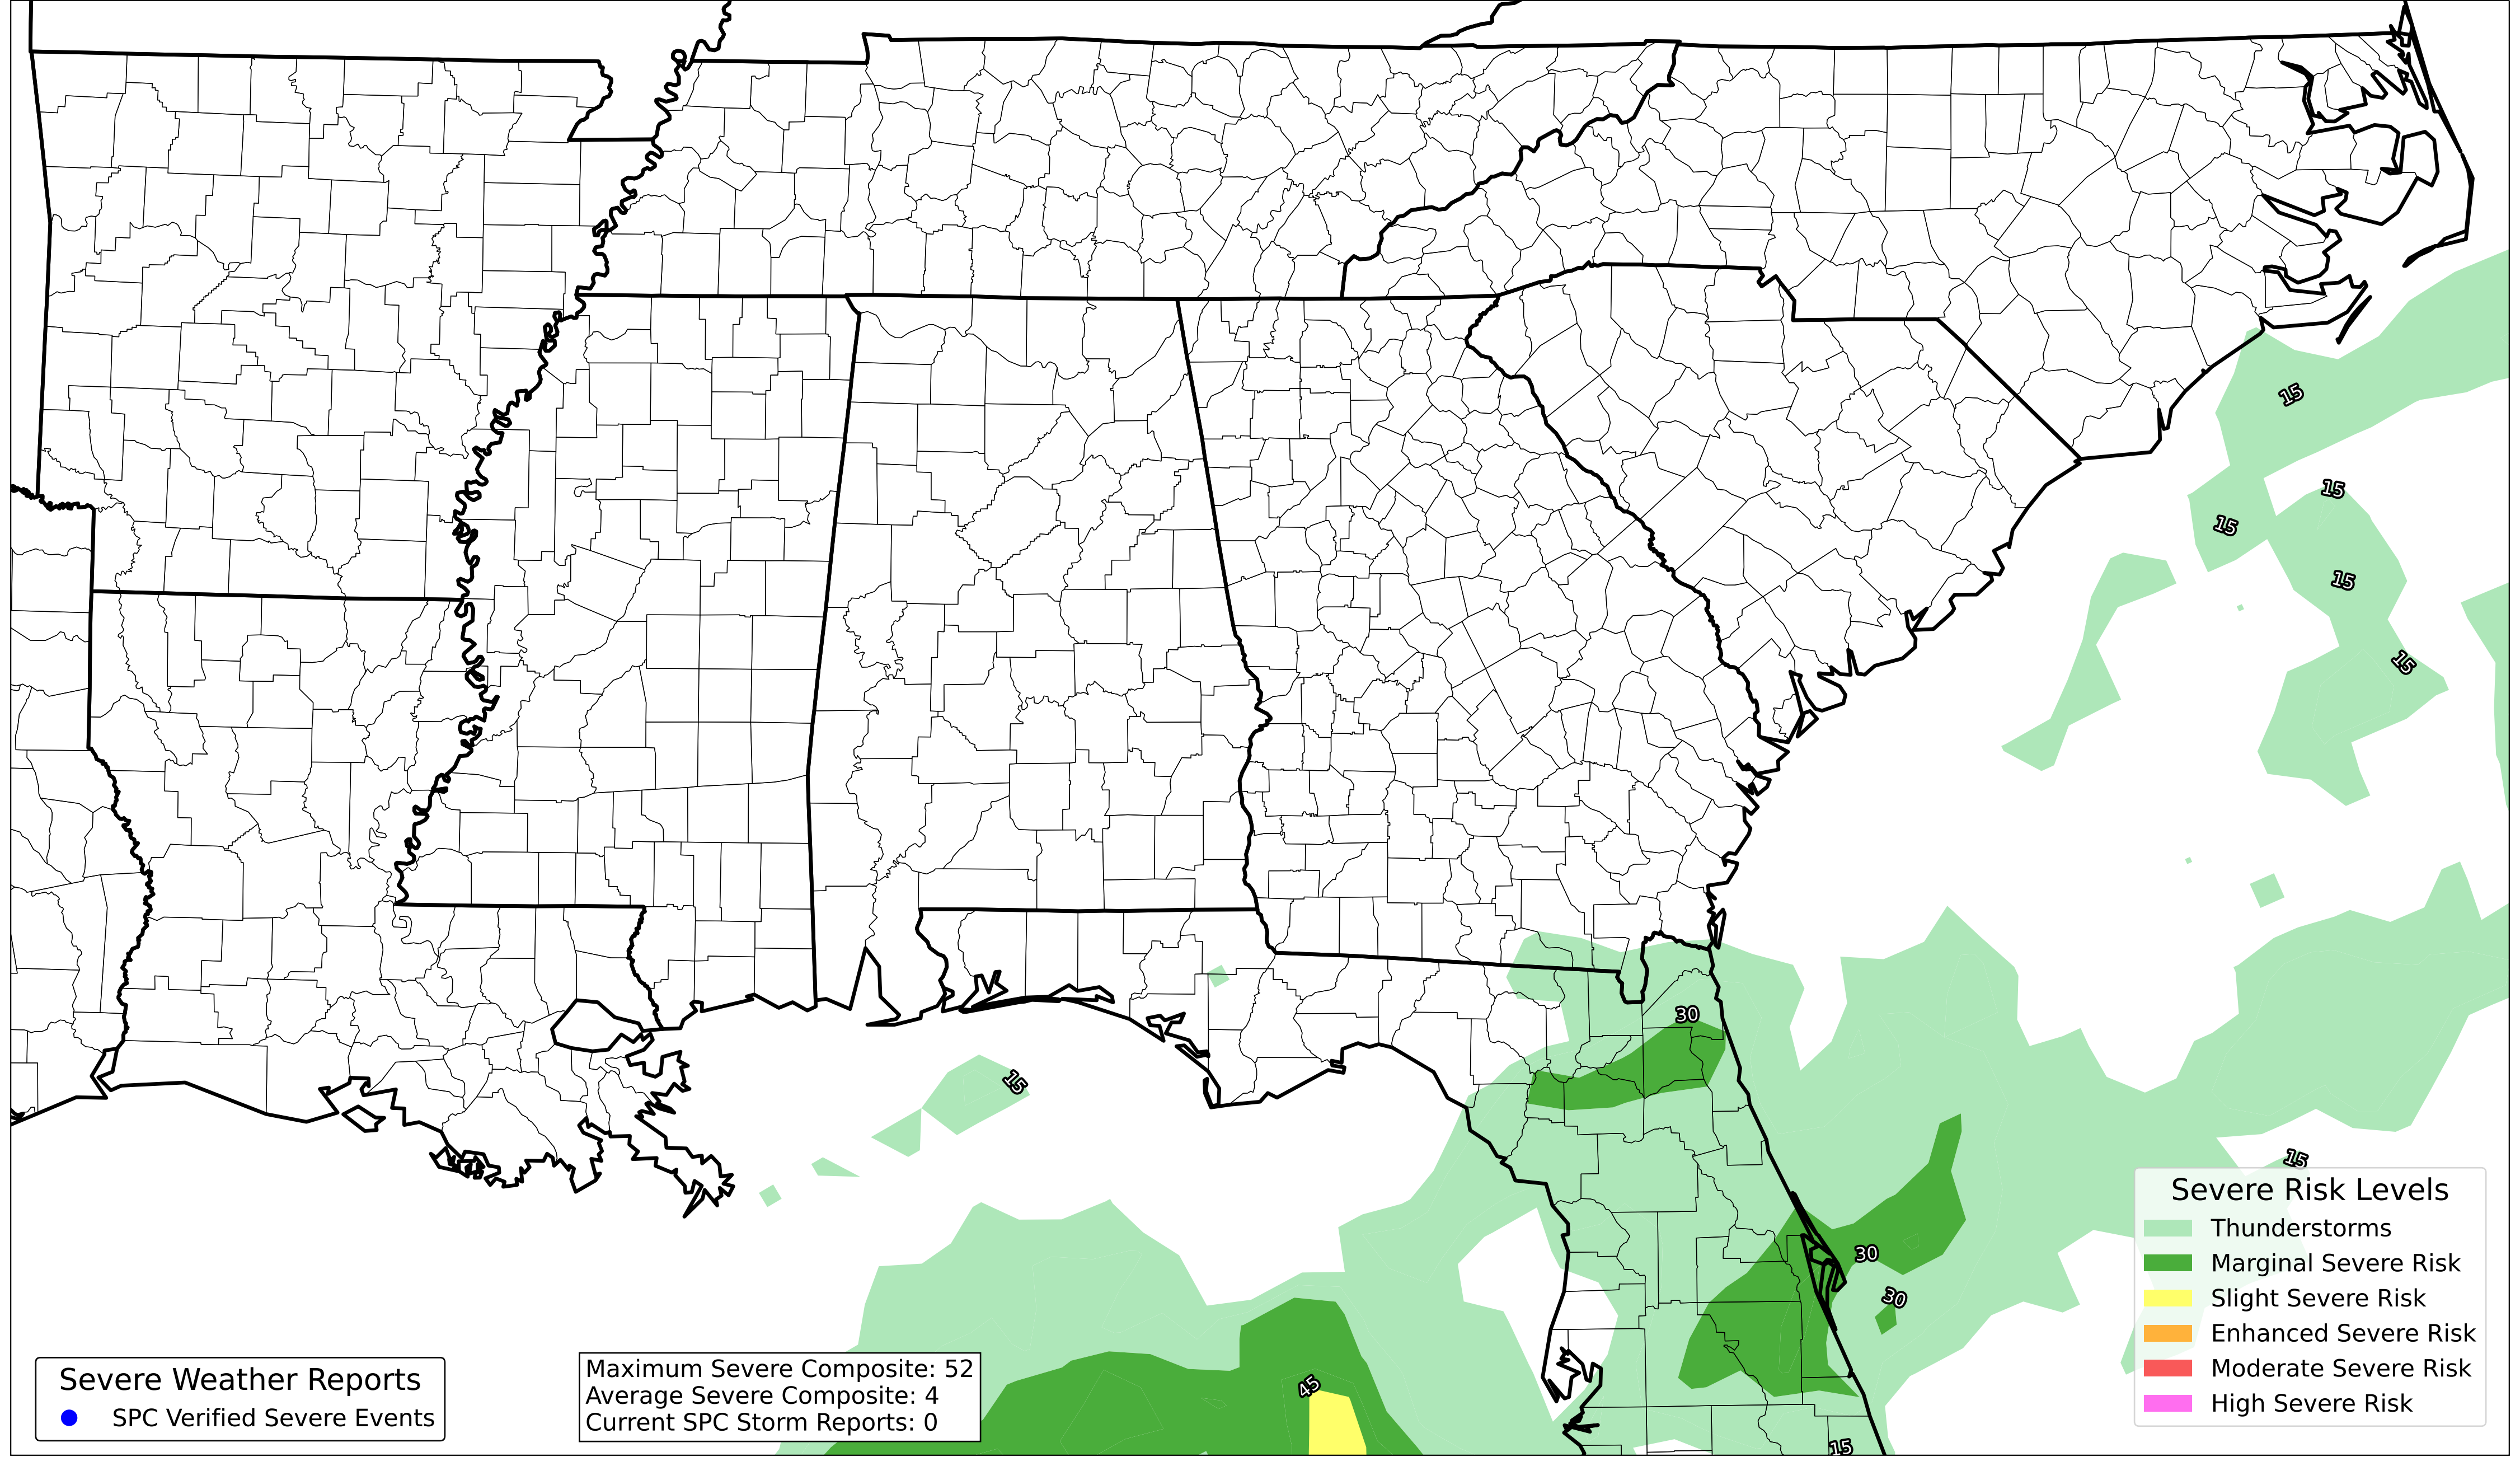 15
15
15
15
15
30
15
15
Severe Risk Levels
Thunderstorms
Marginal Severe Risk
Slight Severe Risk
Enhanced Severe Risk
Moderate Severe Risk
High Severe Risk
30
30
45
15
Severe Weather Reports
SPC Verified Severe Events
Maximum Severe Composite: 52
Average Severe Composite: 4
Current SPC Storm Reports: 0